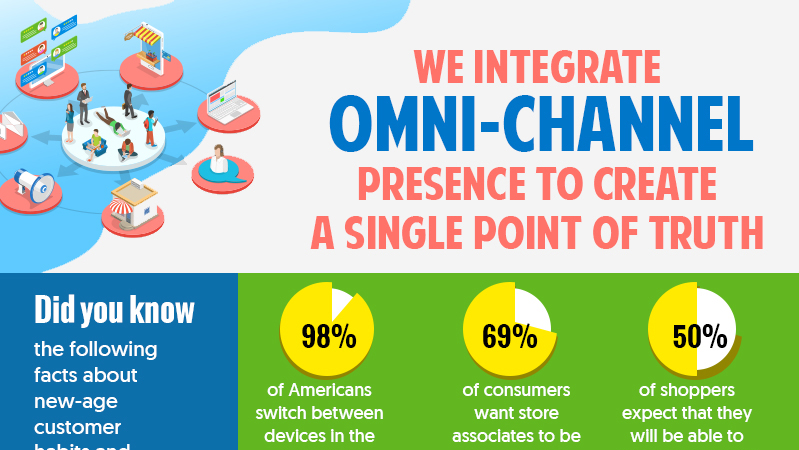 WE INTEGRATE
OMNI-CHANNEL
PRESENCE TO CREATE
A SINGLE POINT OF TRUTH
Did you know
the following
facts about
new-age
customer
habits and
98%
of Americans
switch between
devices in the
69%
of consumers
want store
associates to be
50%
of shoppers
expect that they
will be able to